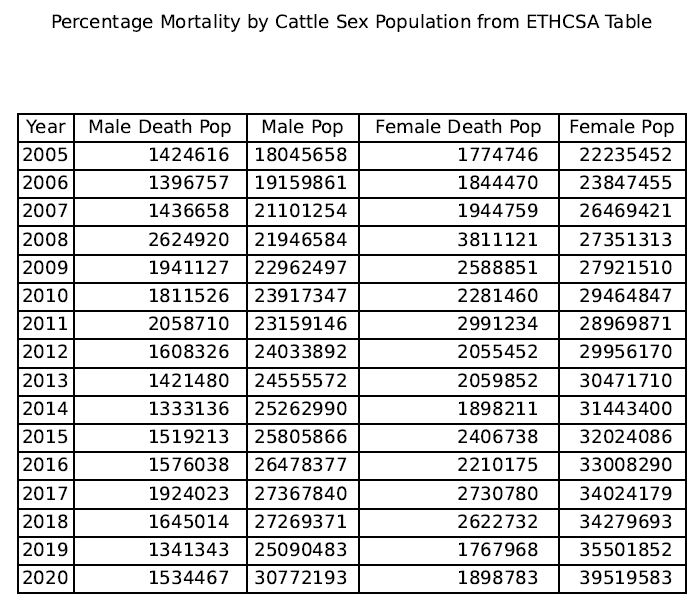 Percentage Mortality by Cattle Sex Population from ETHCSA Table
Year Male Death Pop Male Pop Female Death Pop Female Pop
2005 1424616 18045658 1774746 22235452
2006 1396757 19159861 1844470 23847455
2007 1436658 21101254 1944759 26469421
2008 2624920 21946584 3811121 27351313
2009 1941127 22962497 2588851 27921510
2010 1811526 23917347 2281460 29464847
2011 2058710 23159146 2991234 28969871
2012 1608326 24033892 2055452 29956170
2013 1421480 24555572 2059852 30471710
2014 1333136 25262990 1898211 31443400
2015 1519213 25805866 2406738 32024086
2016 1576038 26478377 2210175 33008290
2017 1924023 27367840 2730780 34024179
2018 1645014 27269371 2622732 34279693
2019 1341343 25090483 1767968 35501852
2020 1534467 30772193 1898783 39519583